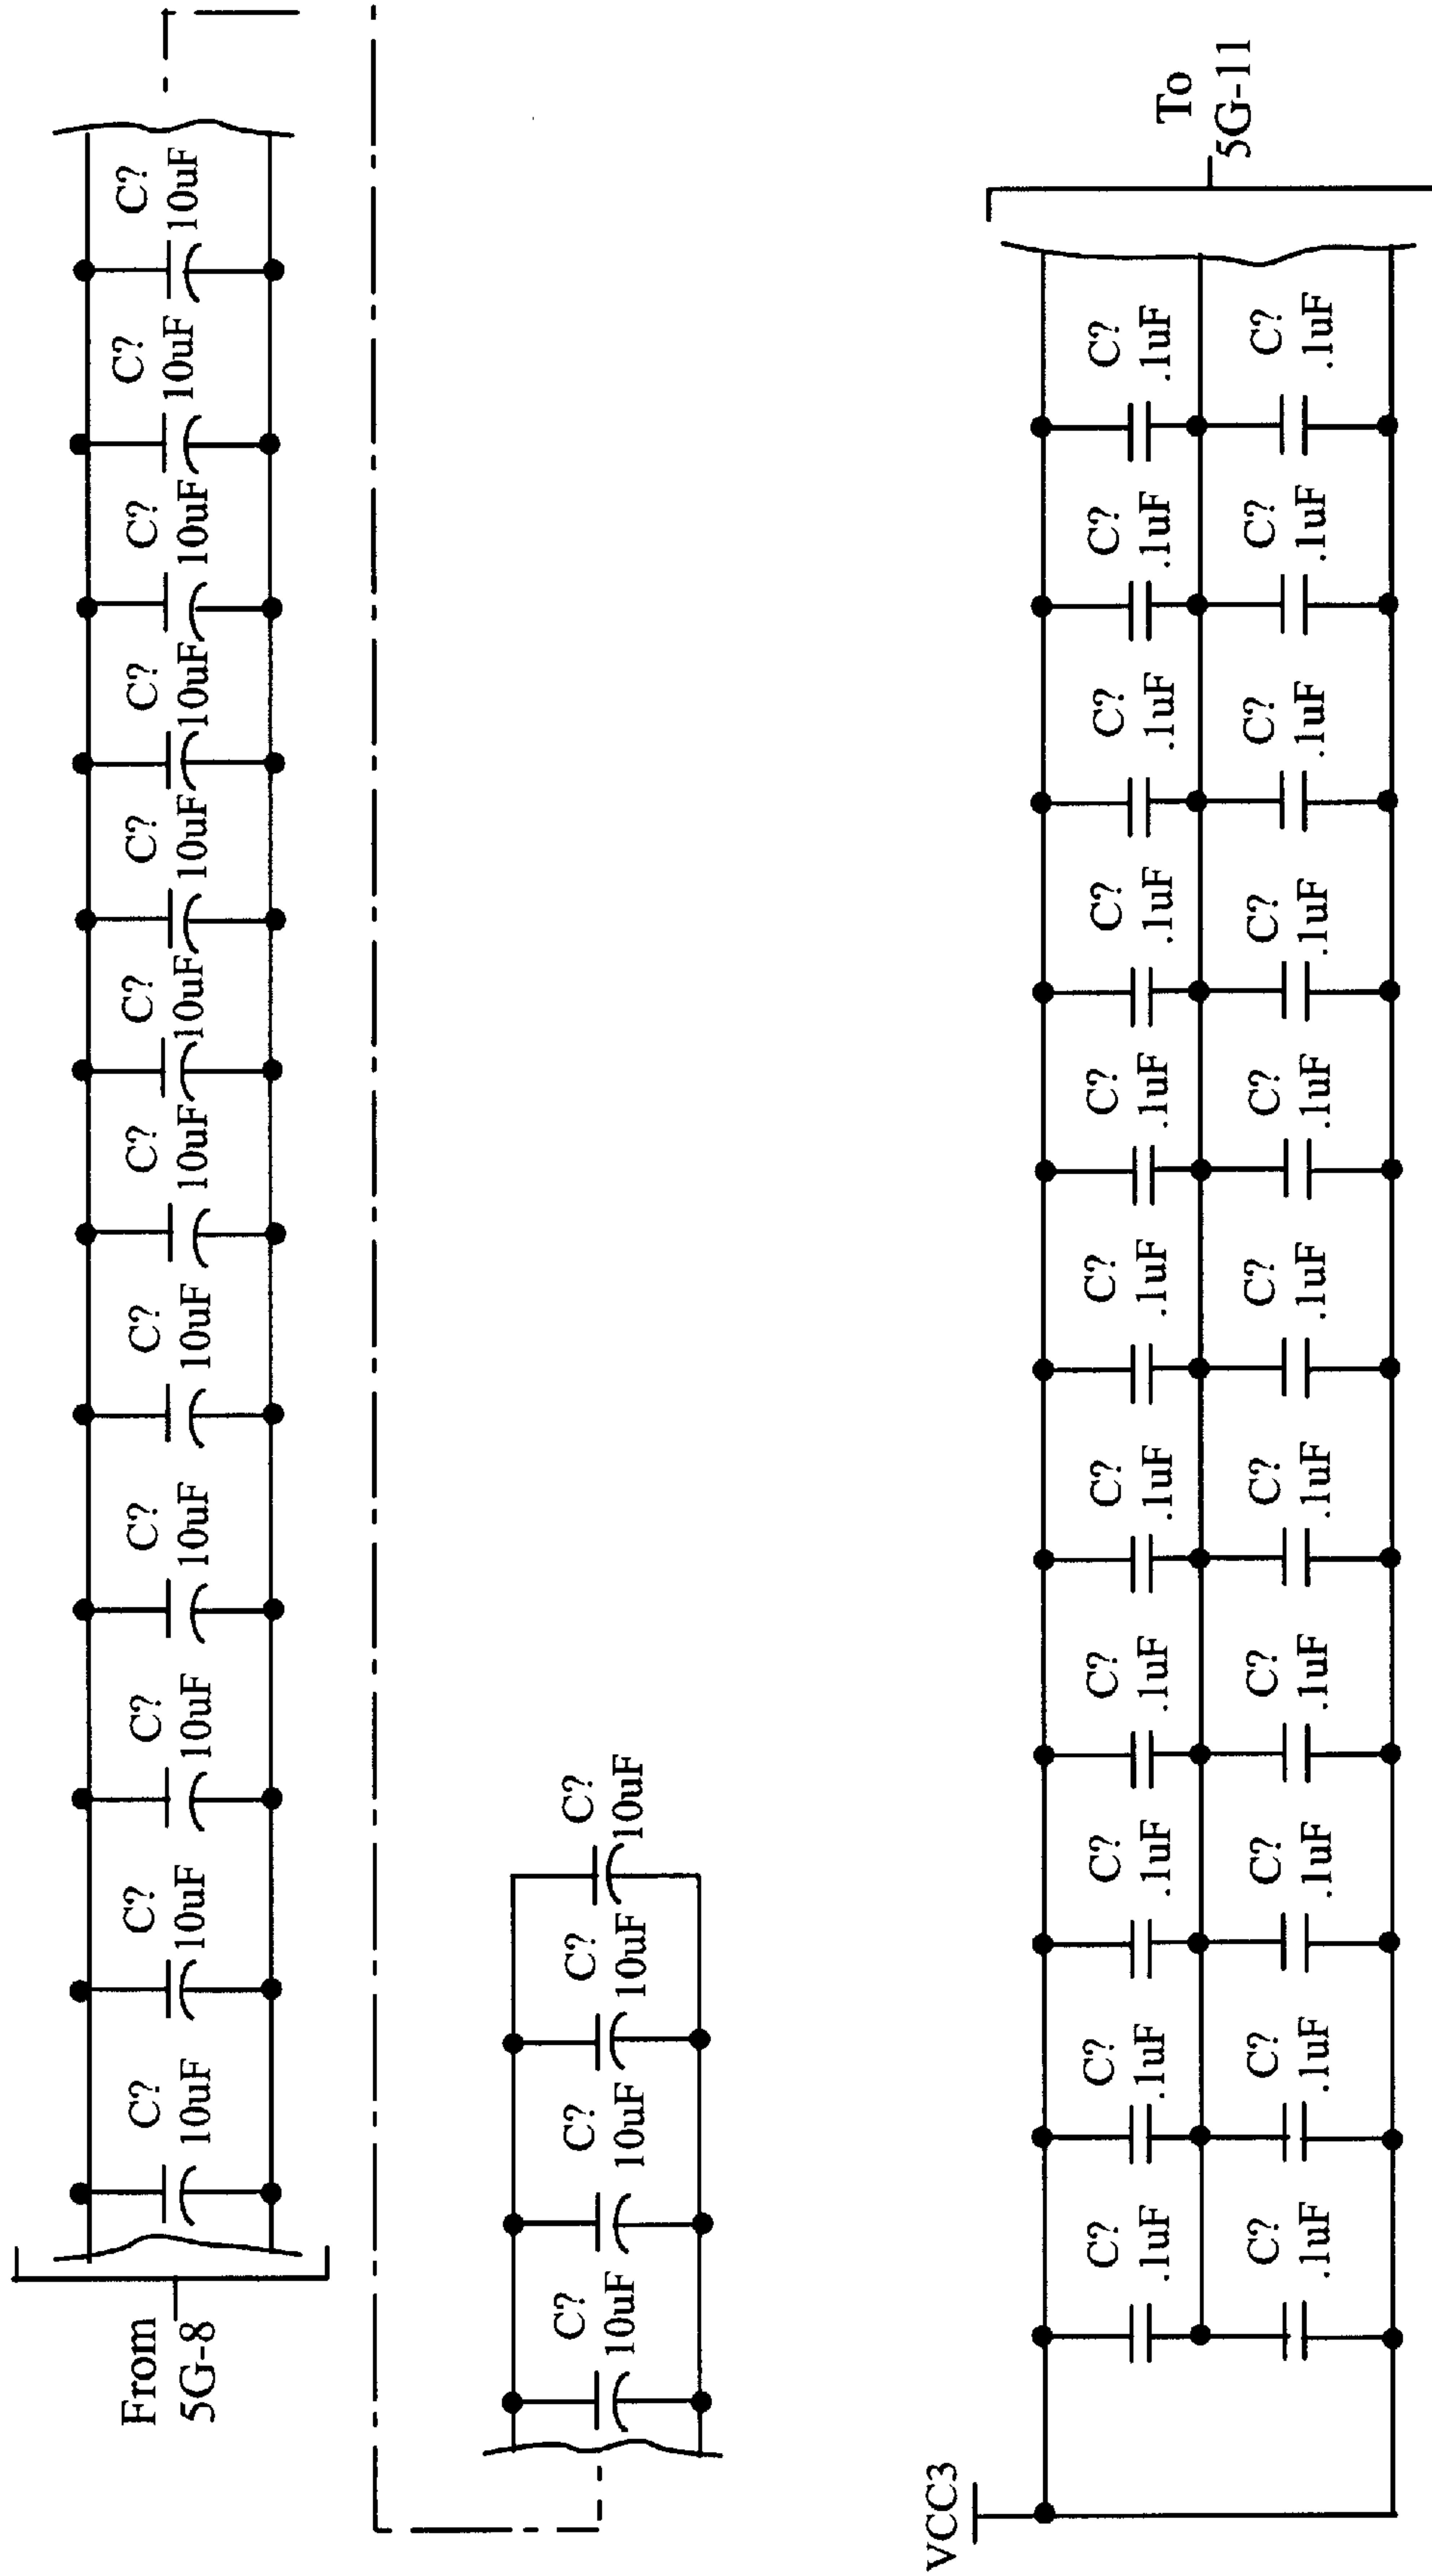 From
5G-8
C? C? C? C? C? C? C? C? C? C? C? C?
10uF 10uF 10uF 10uF 10uF 10uF 10uF 10uF 10uF 10uF 10uF 10uF
C? C? C? C?
10uF 10uF 10uF 10uF
VCC3
C? C? C? C? C? C? C? C? C? C? C?
.1uF .1uF .1uF .1uF .1uF .1uF .1uF .1uF .1uF .1uF .1uF
C? C? C? C? C? C? C? C? C? C? C?
.1uF .1uF .1uF .1uF .1uF .1uF .1uF .1uF .1uF .1uF .1uF
To
5G-11